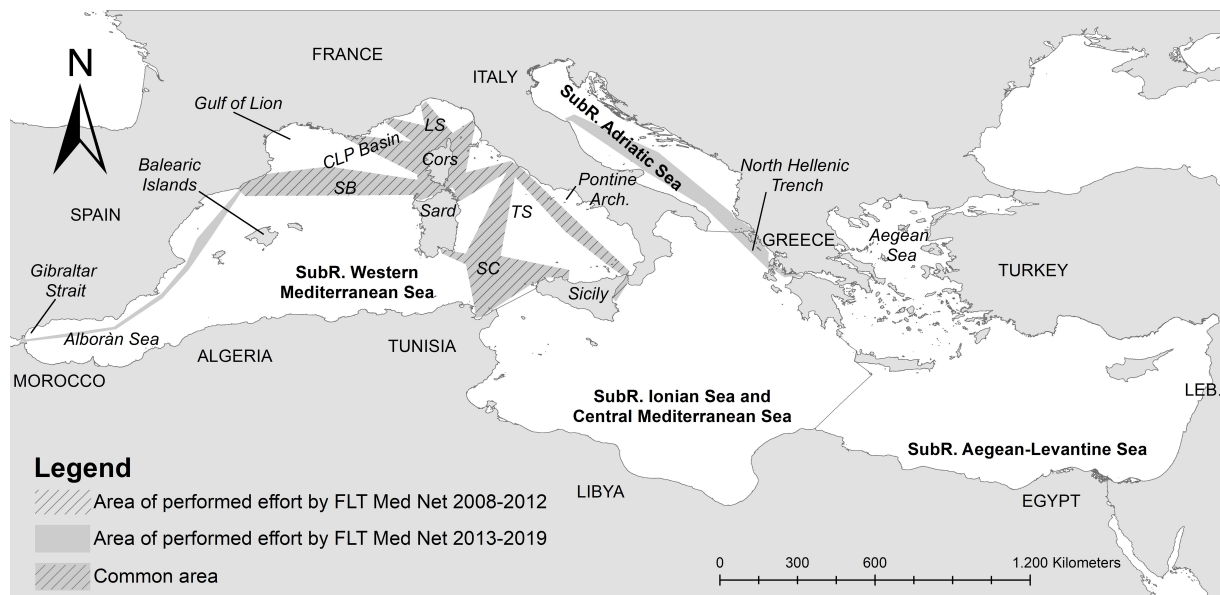 N
FRANCE
ITALY
Gulf of Lion
LS
SubR. Adriatic Sea
CLP Basin
Cors
Balearic
Islands
SB
North Hellenic
Trench
Pontine
Arch.
SPAIN
Sard
TS
GREECE
Aegean
Sea
TURKEY
Gibraltar
Strait
SubR. Western
Mediterranean Sea
SC
Sicily
Alboràn Sea
ALGERIA
TUNISIA
MOROCCO
SubR. Ionian Sea and
Central Mediterranean Sea
LEB.
SubR. Aegean-Levantine Sea
LIBYA
EGYPT
Legend
Area of performed effort by FLT Med Net 2008-2012
Area of performed effort by FLT Med Net 2013-2019
Common area
0 300 600 1.200 Kilometers